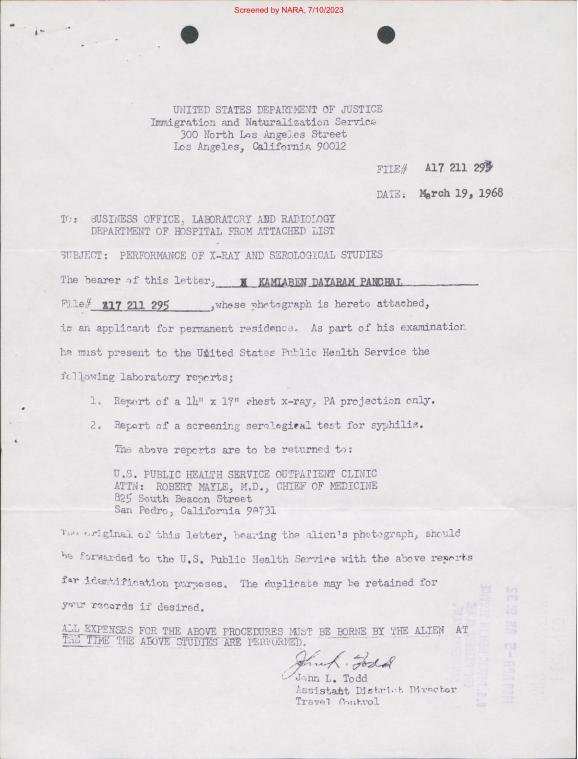 Screened by NARA, 7/10/2023
UNITED STATES DEPARTMENT OF JUSTICE
Immigration and Naturalization Service
300 North Los Angeles Street
Los Angeles, California 90012
FILE# A17 211 295
DATE: March 19, 1968
TO: BUSINESS OFFICE, LABORATORY AND RADIOLOGY
DEPARTMENT OF HOSPITAL FROM ATTACHED LIST
SUBJECT: PERFORMANCE OF X-RAY AND SEROLOGICAL STUDIES
The bearer of this letter, KAMLABEN DAYARAM PANCHAL
File# A17 211 295 ,whose photograph is hereto attached,
is an applicant for permanent residence. As part of his examination
he must present to the United States Public Health Service the
following laboratory reports;
1. Report of a 14" x 17" chest x-ray, PA projection only.
2. Report of a screening serological test for syphilis.
The above reports are to be returned to:
U.S. PUBLIC HEALTH SERVICE OUTPATIENT CLINIC
ATTN: ROBERT MAYLE, M.D., CHIEF OF MEDICINE
825 South Beacon Street
San Pedro, California 90731
The original of this letter, bearing the alien's photograph, should
be forwarded to the U.S. Public Health Service with the above reports
for identification purposes. The duplicate may be retained for
your records if desired.
ALL EXPENSES FOR THE ABOVE PROCEDURES MUST BE BORNE BY THE ALIEN AT
THE TIME THE ABOVE STUDIES ARE PERFORMED.
John L. Todd
John L. Todd
Assistant District Director
Travel Control